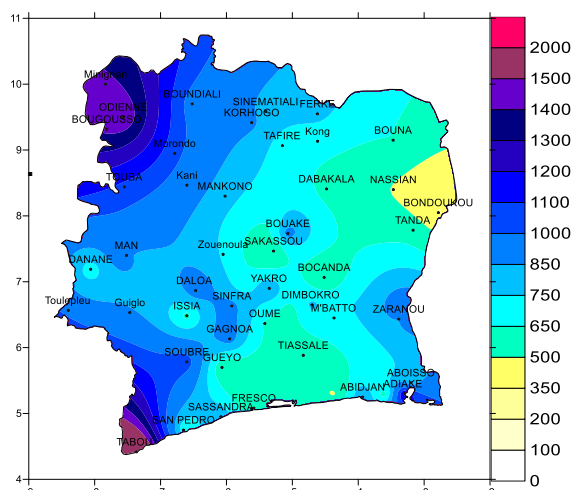 11
10
9
8
7
6
5
4
Minignan
ODIENNE
BOUGOUSSO
BOUNDIALI
SINEMATIALI
FERKE
KORHOGO
TAFIRE
Kong
BOUNA
Morondo
TOUBA
Kani
MANKONO
DABAKALA
NASSIAN
BONDOUKOU
TANDA
BOUAKE
SAKASSOU
Zouenoula
MAN
DANANE
BOCANDA
DALOA
YAKRO
SINFRA
DIMBOKRO
M'BATTO
ZARANOU
Toulepleu
Guiglo
ISSIA
OUME
GAGNOA
TIASSALE
SOUBRE
GUEYO
ABOISSO
ADIAKE
ABIDJAN
FRESCO
SASSANDRA
SAN PEDRO
TABOU
2000
1500
1400
1300
1200
1100
1000
850
750
650
500
350
200
100
0